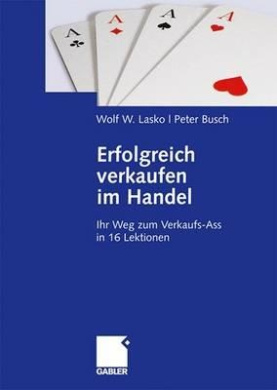 A
A
A
A
Wolf W. Lasko | Peter Busch
Erfolgreich
verkaufen
im Handel
Ihr Weg zum Verkaufs-Ass
in 16 Lektionen
GABLER